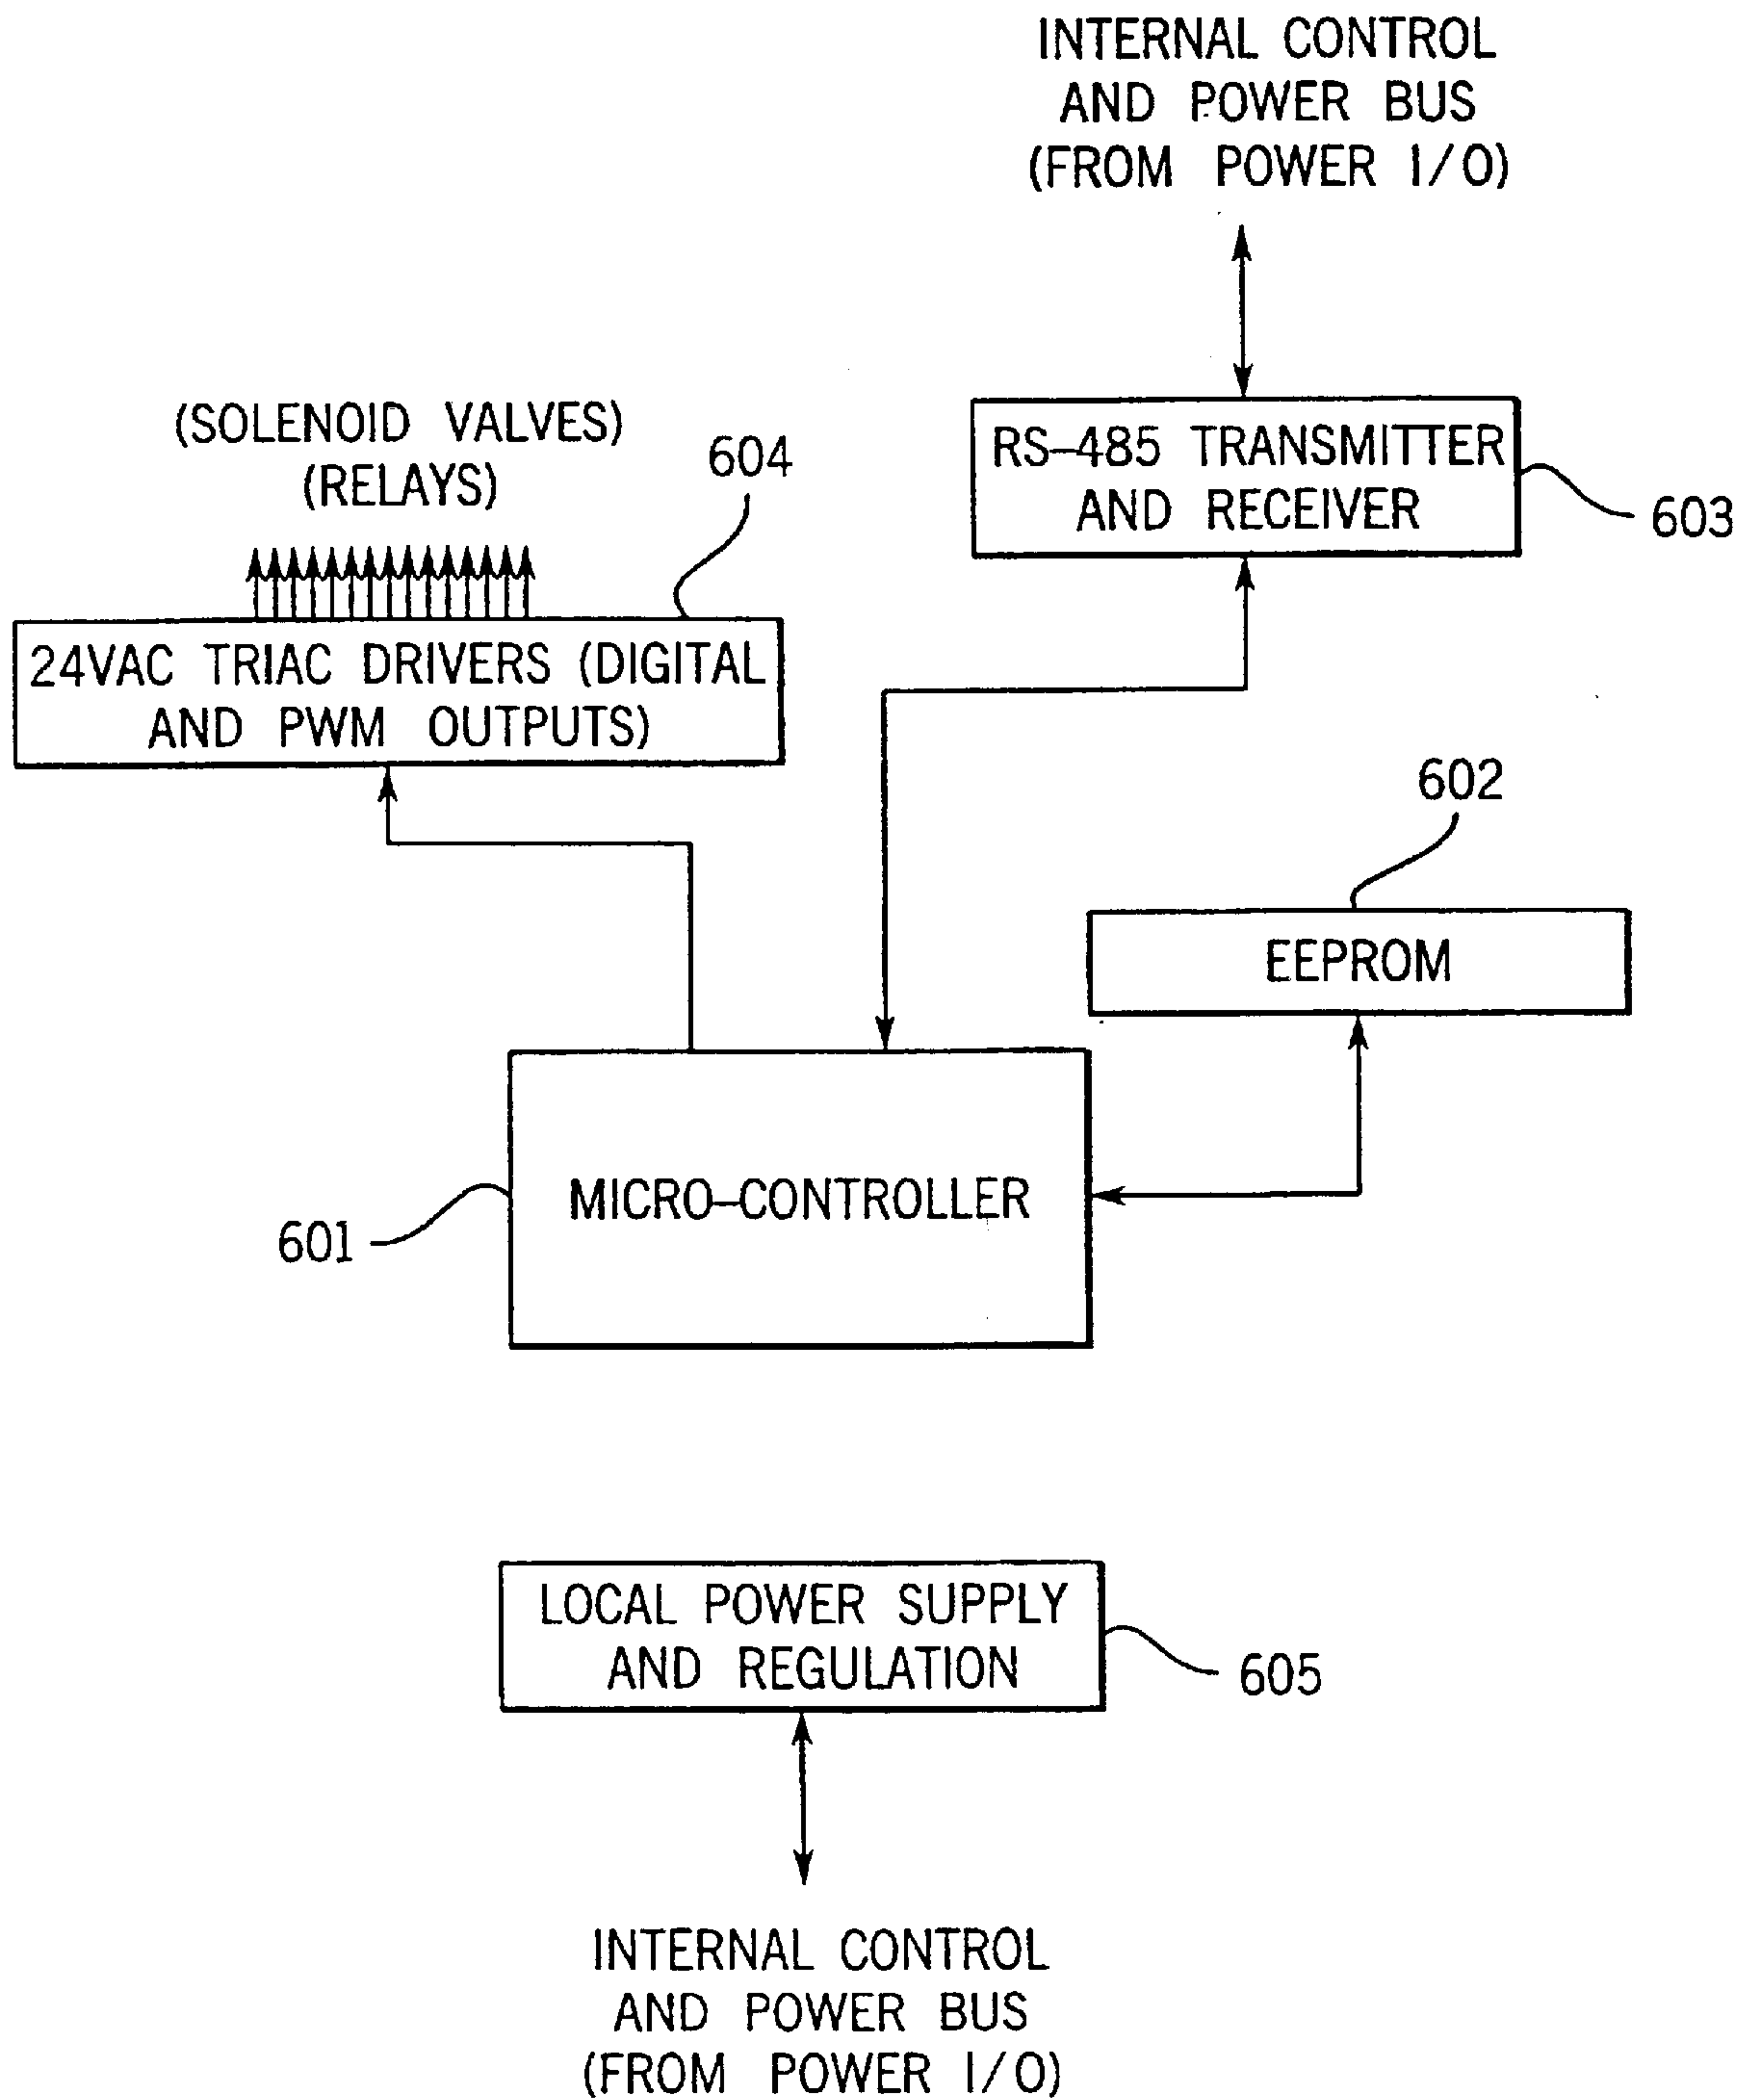 INTERNAL CONTROL
AND POWER BUS
(FROM POWER I/O)
(SOLENOID VALVES)
(RELAYS)
604
RS-485 TRANSMITTER
AND RECEIVER
603
24VAC TRIAC DRIVERS (DIGITAL
AND PWM OUTPUTS)
602
EEPROM
MICRO-CONTROLLER
601
LOCAL POWER SUPPLY
AND REGULATION
605
INTERNAL CONTROL
AND POWER BUS
(FROM POWER I/O)